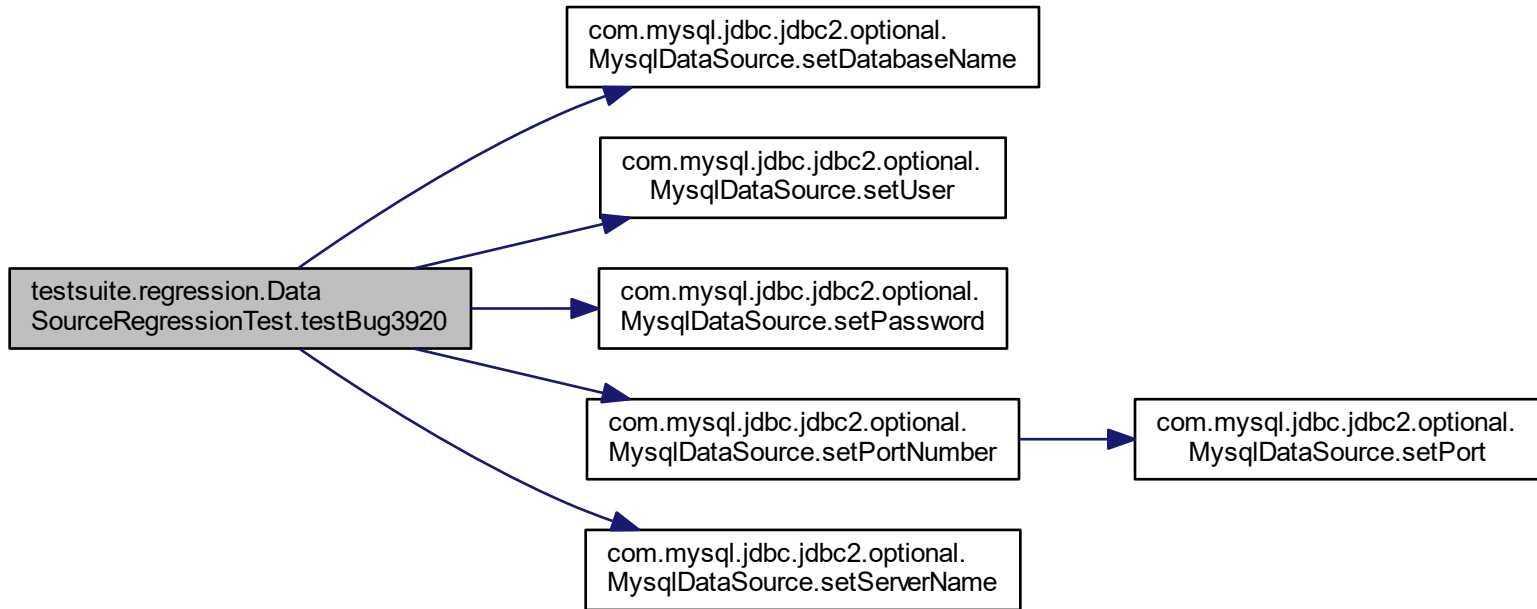 com.mysql.jdbc.jdbc2.optional.
MysqlDataSource.setDatabaseName
com.mysql.jdbc.jdbc2.optional.
MysqlDataSource.setUser
testsuite.regression.Data
SourceRegressionTest.testBug3920
com.mysql.jdbc.jdbc2.optional.
MysqlDataSource.setPassword
com.mysql.jdbc.jdbc2.optional.
MysqlDataSource.setPortNumber
com.mysql.jdbc.jdbc2.optional.
MysqlDataSource.setPort
com.mysql.jdbc.jdbc2.optional.
MysqlDataSource.setServerName